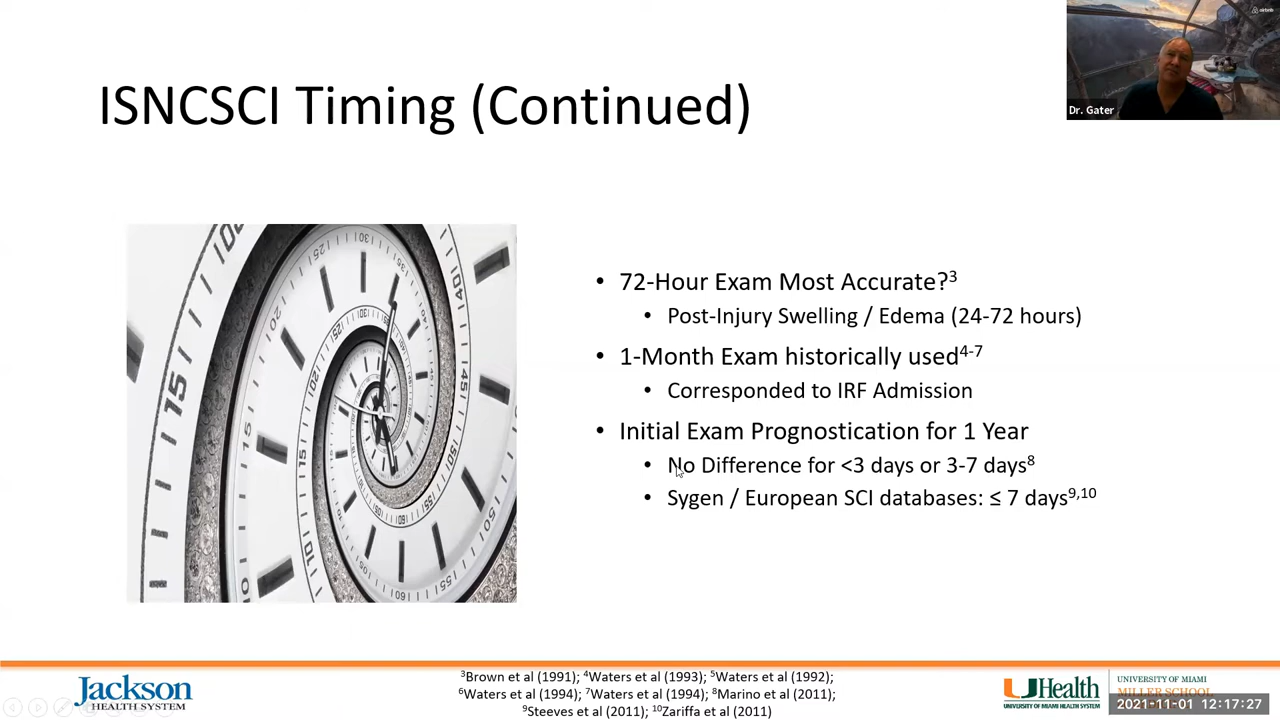 airbnb
Dr. Gater
ISNCSCI Timing (Continued)
• 72-Hour Exam Most Accurate?3
• Post-Injury Swelling / Edema (24-72 hours)
• 1-Month Exam historically used4-7
• Corresponded to IRF Admission
• Initial Exam Prognostication for 1 Year
• No Difference for <3 days or 3-7 days8
• Sygen / European SCI databases: ≤ 7 days9,10
3Brown et al (1991); 4Waters et al (1993); 5Waters et al (1992);
6Waters et al (1994); 7Waters et al (1994); 8Marino et al (2011);
9Steeves et al (2011); 10Zariffa et al (2011)
Jackson
HEALTH SYSTEM
UHealth
UNIVERSITY OF MIAMI HEALTH SYSTEM
UNIVERSITY OF MIAMI
MILLER SCHOOL
2021-11-01 12:17:27